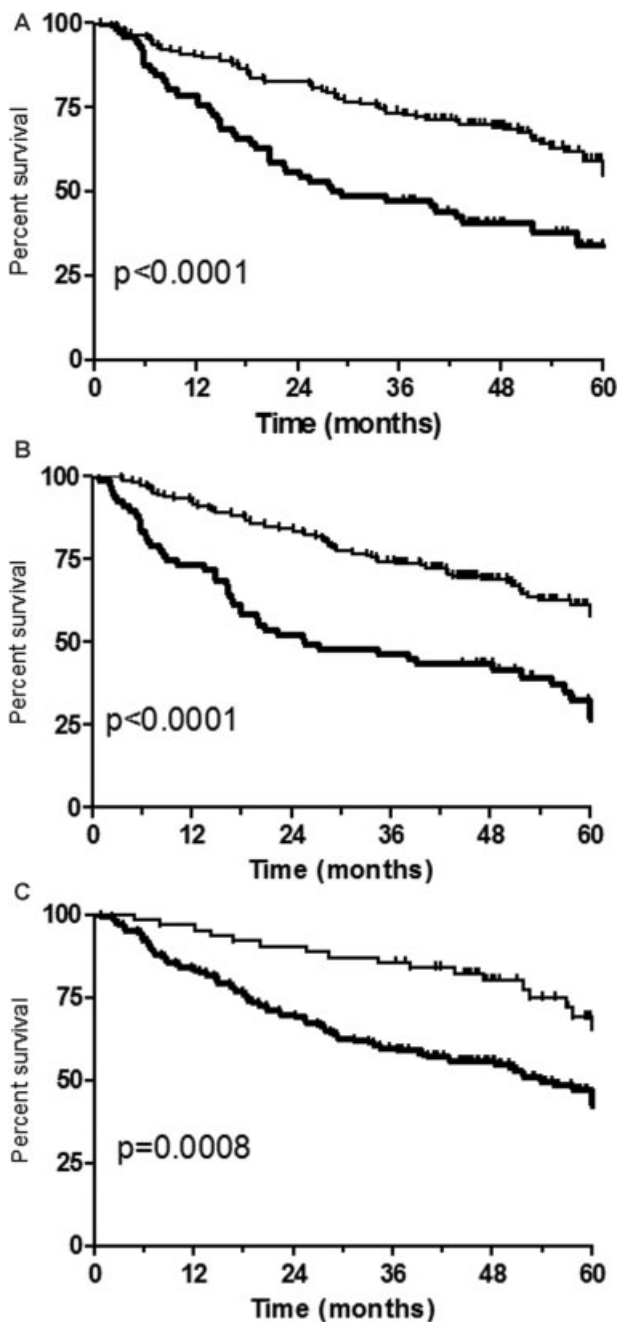 A
Percent survival
100
75
50
25
0
p<0.0001
0 12 24 36 48 60
Time (months)
B
Percent survival
100
75
50
25
0
p<0.0001
0 12 24 36 48 60
Time (months)
C
Percent survival
100
75
50
25
0
p=0.0008
0 12 24 36 48 60
Time (months)